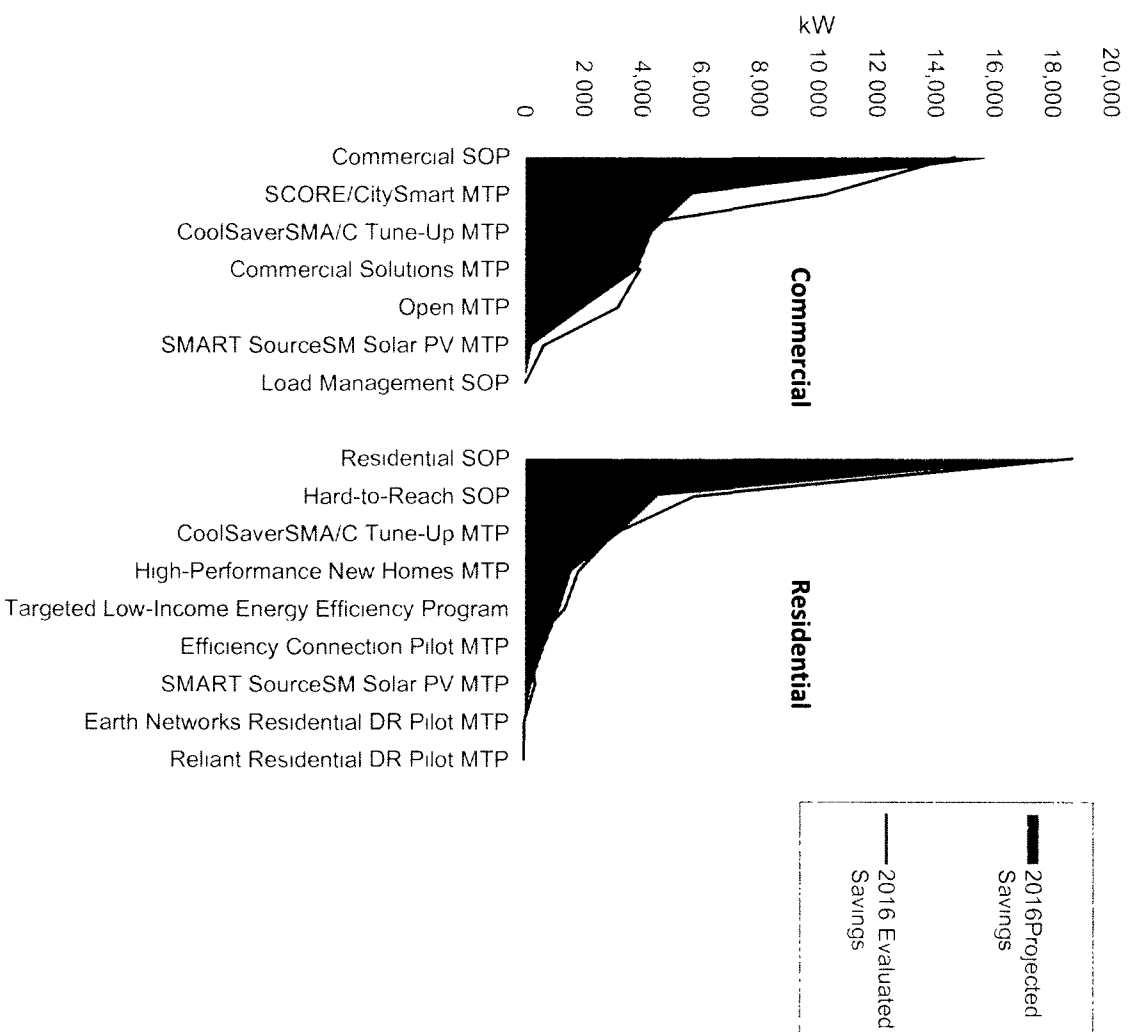 kW
20,000
18,000
16,000
14,000
12,000
10 000
8,000
6,000
4,000
2 000
0
Commercial SOP
SCORE/CitySmart MTP
CoolSaverSMA/C Tune-Up MTP
Commercial Solutions MTP
Open MTP
SMART SourceSM Solar PV MTP
Load Management SOP
Commercial
Residential SOP
Hard-to-Reach SOP
CoolSaverSMA/C Tune-Up MTP
High-Performance New Homes MTP
Targeted Low-Income Energy Efficiency Program
Efficiency Connection Pilot MTP
SMART SourceSM Solar PV MTP
Earth Networks Residential DR Pilot MTP
Reliant Residential DR Pilot MTP
Residential
2016Projected
Savings
2016 Evaluated
Savings